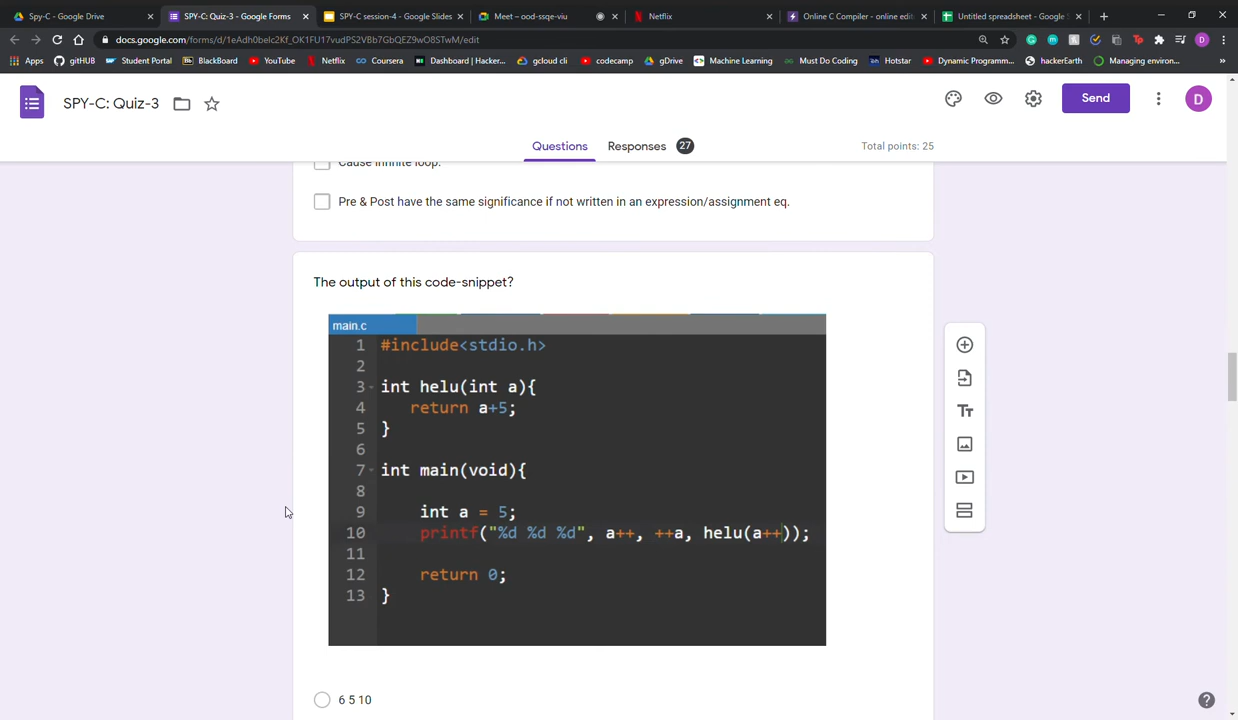 Spy-C - Google Drive
SPY-C: Quiz-3 - Google Forms
SPY-C session-4 - Google Slides
Meet – ood-ssqe-viu
Netflix
Online C Compiler - online edit
Untitled spreadsheet - Google S
docs.google.com/forms/d/1eAdh0belc2Kf_OK1FU17vudPS2VBb7GbQEZ9wO8STwM/edit
Apps
gitHUB
Student Portal
BlackBoard
YouTube
Netflix
Coursera
Dashboard | Hacker...
gcloud cli
codecamp
gDrive
Machine Learning
Must Do Coding
Hotstar
Dynamic Programm...
hackerEarth
Managing environ...
SPY-C: Quiz-3
Send
D
Questions
Responses 27
Total points: 25
Cause infinite loop.
Pre & Post have the same significance if not written in an expression/assignment eq.
The output of this code-snippet?
main.c
1 #include<stdio.h>
2
3 int helu(int a){
4 return a+5;
5 }
6
7 int main(void){
8
9 int a = 5;
10 printf("%d %d %d", a++, ++a, helu(a++));
11
12 return 0;
13 }
6 5 10